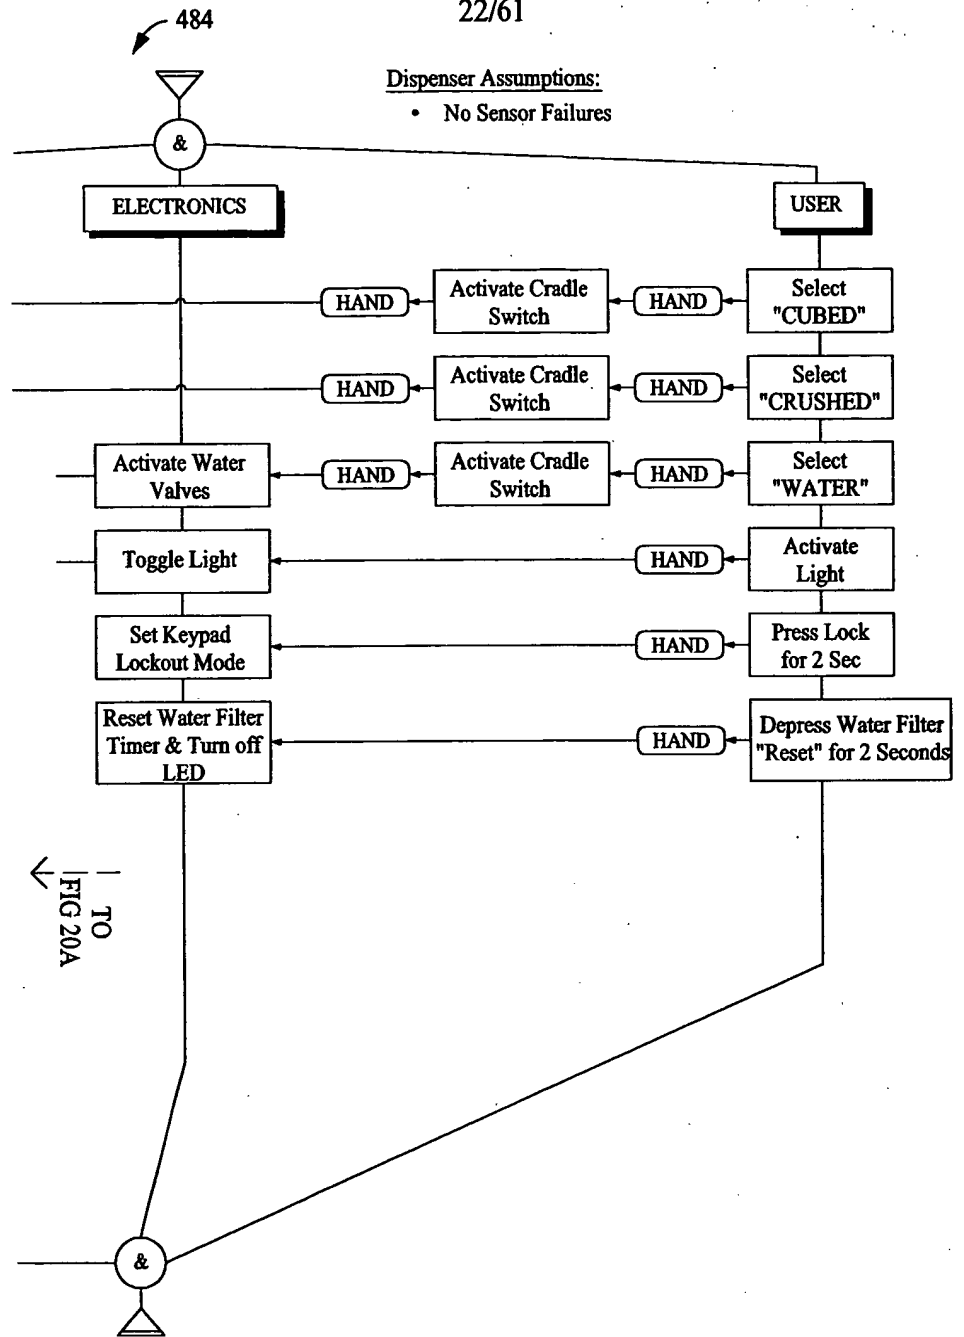 22/61
484
Dispenser Assumptions:
• No Sensor Failures
&
ELECTRONICS
USER
HAND
Activate Cradle
Switch
HAND
Select
"CUBED"
HAND
Activate Cradle
Switch
HAND
Select
"CRUSHED"
Activate Water
Valves
HAND
Activate Cradle
Switch
HAND
Select
"WATER"
Toggle Light
HAND
Activate
Light
Set Keypad
Lockout Mode
HAND
Press Lock
for 2 Sec
Reset Water Filter
Timer & Turn off
LED
HAND
Depress Water Filter
"Reset" for 2 Seconds
TO
FIG 20A
&